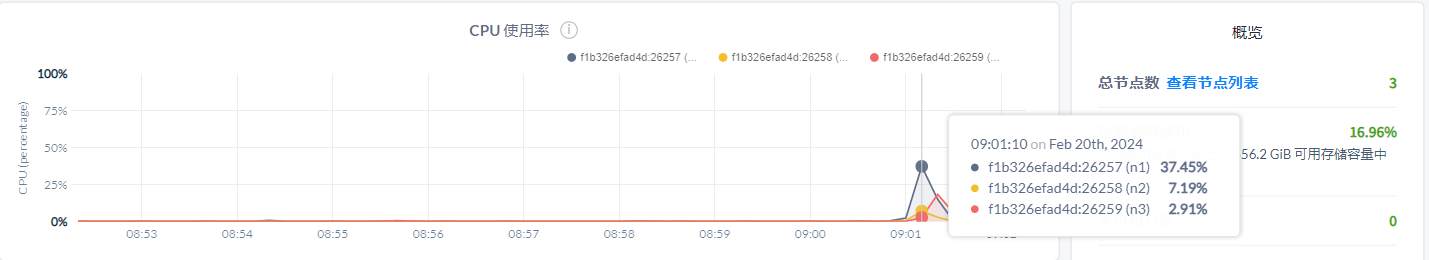 CPU 使用率
f1b326efad4d:26257 (...
f1b326efad4d:26258 (...
f1b326efad4d:26259 (...
100%
75%
50%
25%
0%
CPU (percentage)
08:53
08:54
08:55
08:56
08:57
08:58
08:59
09:00
09:01
09:01:10 on Feb 20th, 2024
f1b326efad4d:26257 (n1) 37.45%
f1b326efad4d:26258 (n2) 7.19%
f1b326efad4d:26259 (n3) 2.91%
概览
总节点数 查看节点列表 3
16.96%
56.2 GiB 可用存储容量中
0